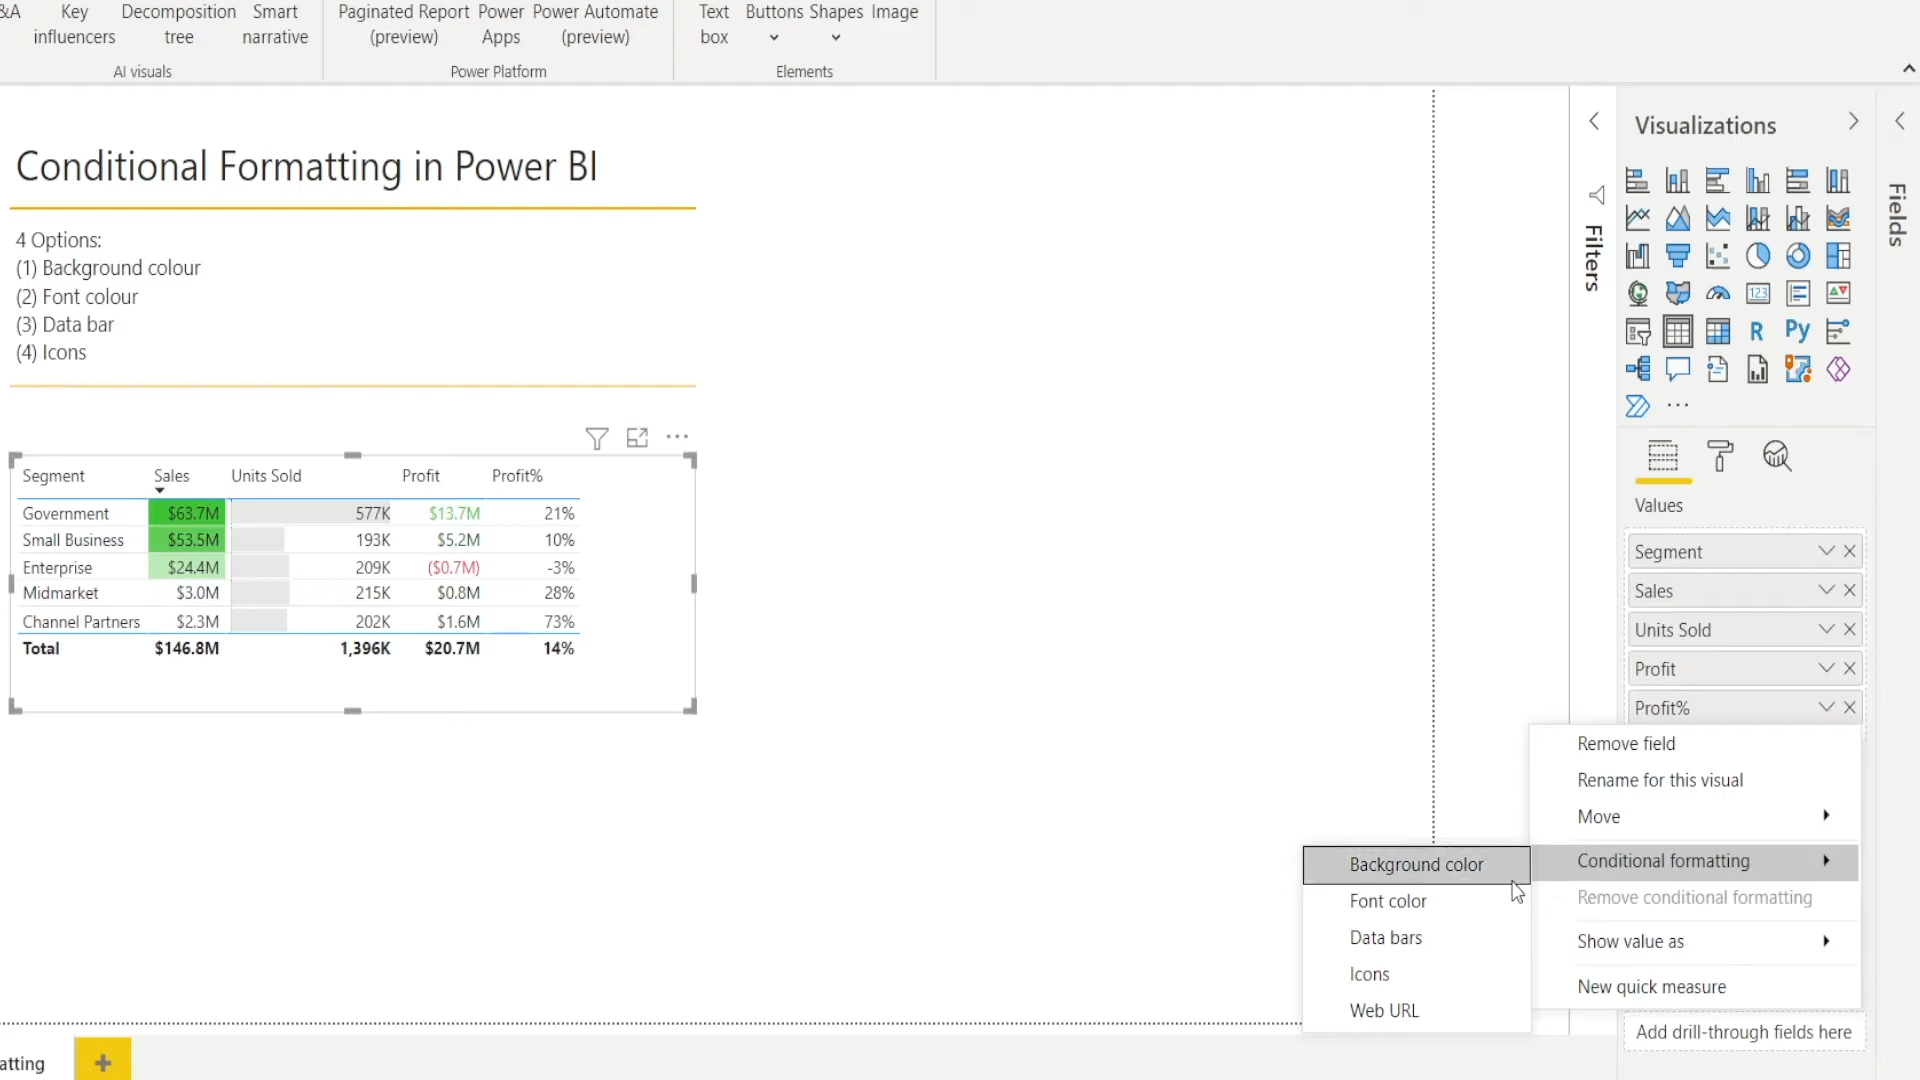 &A
Key
influencers
Decomposition
tree
Smart
narrative
AI visuals
Paginated Report
(preview)
Power
Apps
Power Automate
(preview)
Power Platform
Text
box
Buttons
Shapes
Image
Elements
Conditional Formatting in Power BI
4 Options:
(1) Background colour
(2) Font colour
(3) Data bar
(4) Icons
Segment Sales Units Sold Profit Profit%
Government $63.7M 577K $13.7M 21%
Small Business $53.5M 193K $5.2M 10%
Enterprise $24.4M 209K ($0.7M) -3%
Midmarket $3.0M 215K $0.8M 28%
Channel Partners $2.3M 202K $1.6M 73%
Total $146.8M 1,396K $20.7M 14%
Filters
Visualizations
123
R
Py
Values
Segment
Sales
Units Sold
Profit
Profit%
Remove field
Rename for this visual
Move
Conditional formatting
Remove conditional formatting
Show value as
New quick measure
Background color
Font color
Data bars
Icons
Web URL
Add drill-through fields here
Fields
atting